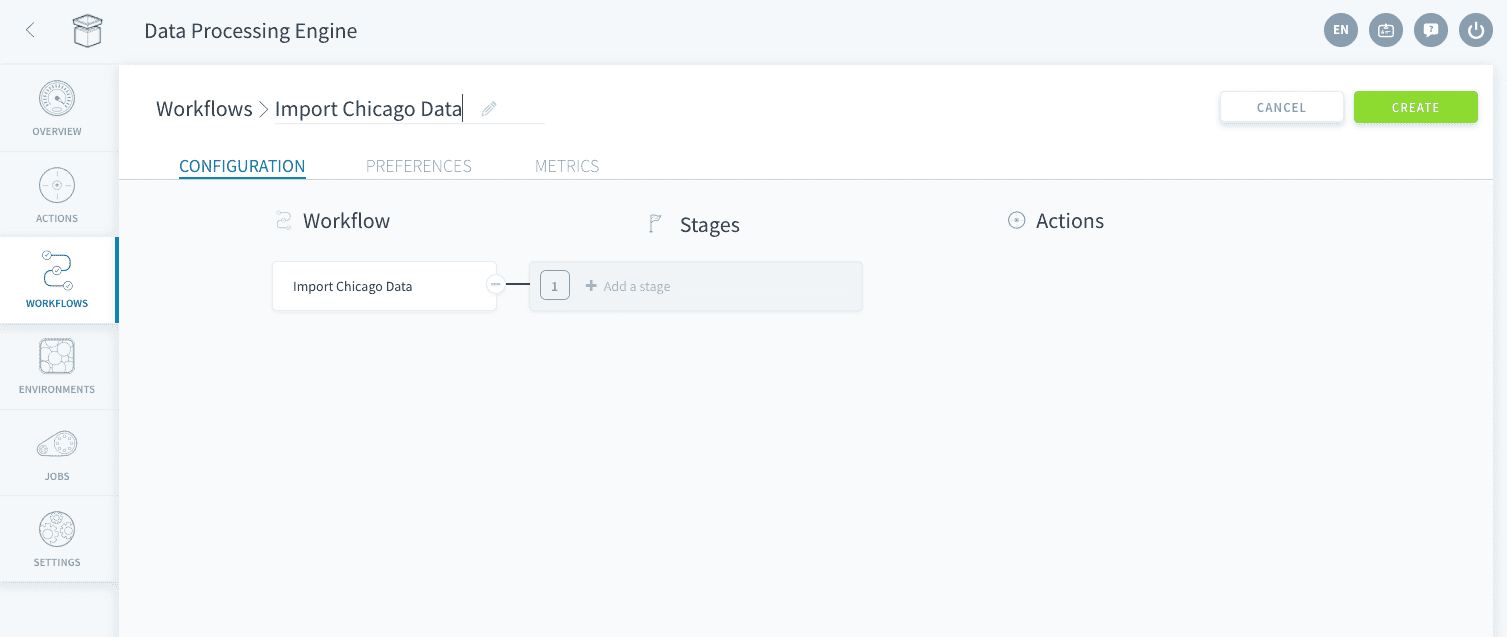 Data Processing Engine
EN
OVERVIEW
ACTIONS
WORKFLOWS
ENVIRONMENTS
JOBS
SETTINGS
Workflows > Import Chicago Data
CANCEL
CREATE
CONFIGURATION
PREFERENCES
METRICS
Workflow
Stages
Actions
Import Chicago Data
1
+ Add a stage